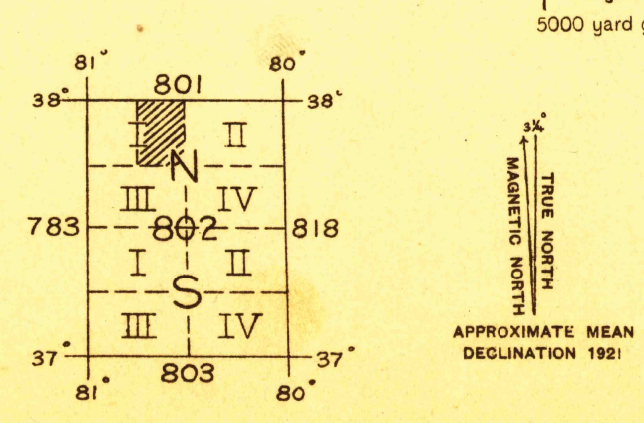 5000 yard g
81° 80°
801
38° 38°
I II
N
III IV
783 802 818
I II
S
III IV
37° 37°
803
81° 80°
3¼°
MAGNETIC NORTH
TRUE NORTH
APPROXIMATE MEAN
DECLINATION 1921